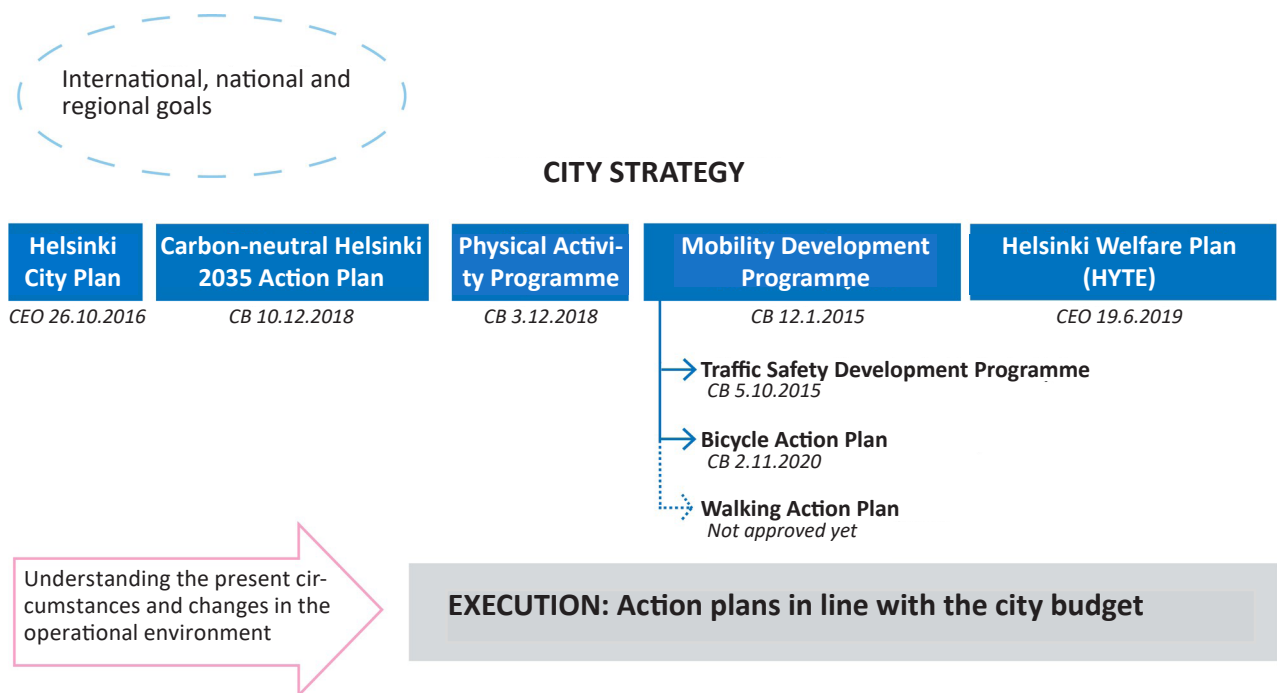 International, national and
regional goals
CITY STRATEGY
Helsinki
City Plan
CEO 26.10.2016
Carbon-neutral Helsinki
2035 Action Plan
CB 10.12.2018
Physical Activi-
ty Programme
CB 3.12.2018
Mobility Development
Programme
CB 12.1.2015
Helsinki Welfare Plan
(HYTE)
CEO 19.6.2019
Traffic Safety Development Programme
CB 5.10.2015
Bicycle Action Plan
CB 2.11.2020
Walking Action Plan
Not approved yet
Understanding the present cir-
cumstances and changes in the
operational environment
EXECUTION: Action plans in line with the city budget